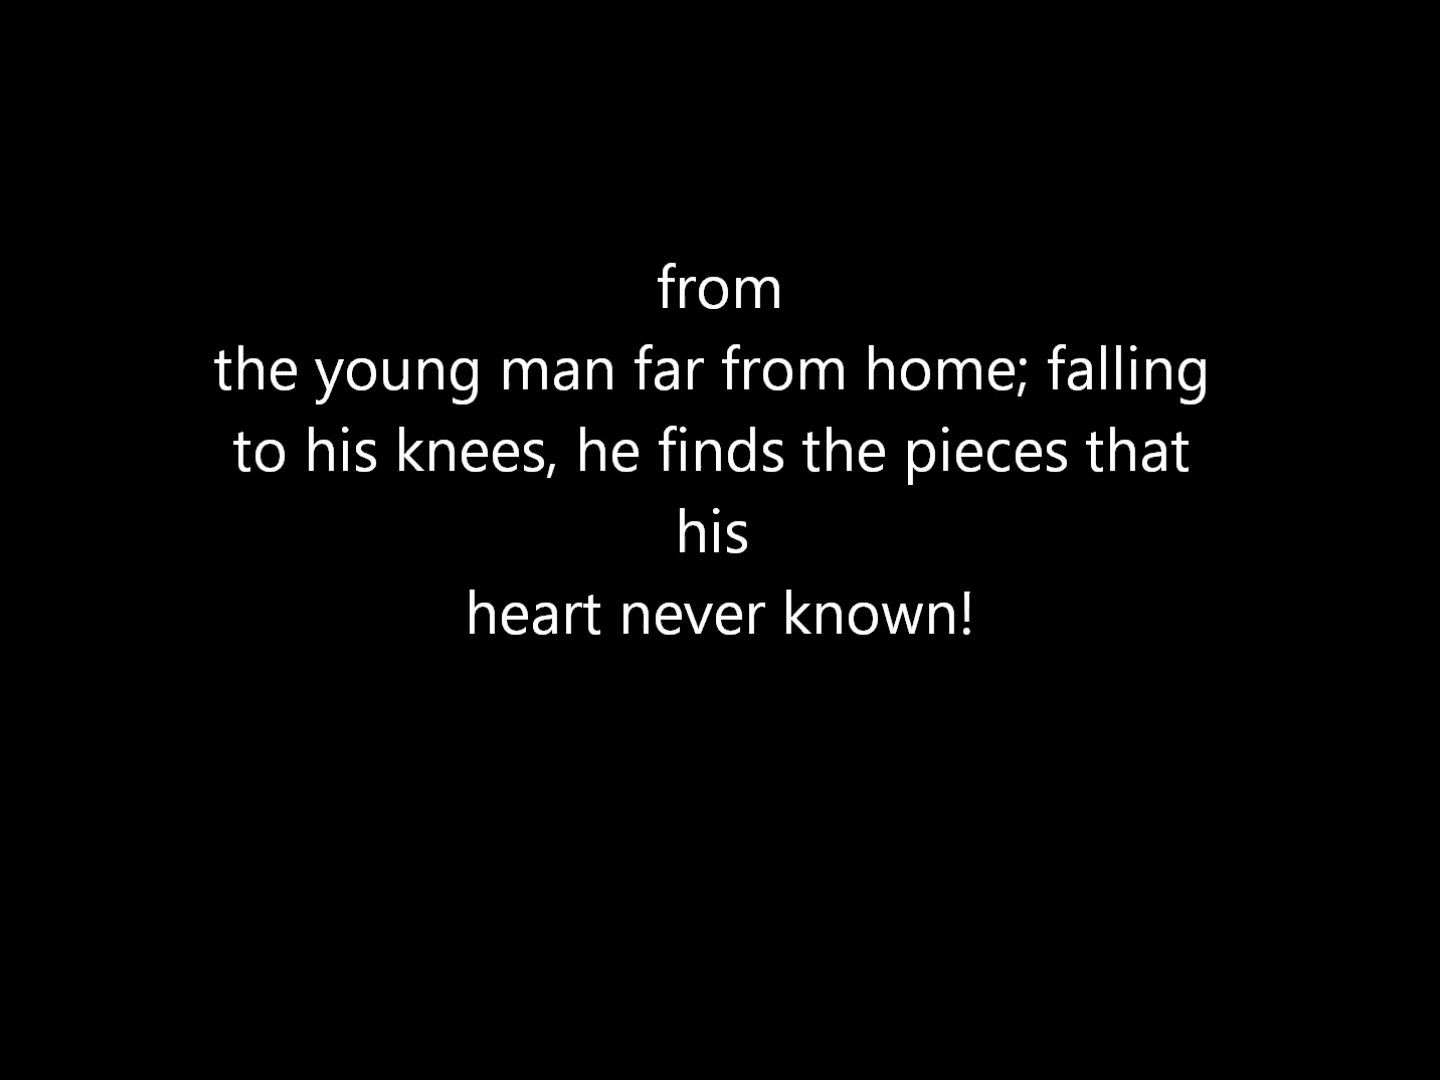 from
the young man far from home; falling
to his knees, he finds the pieces that
his
heart never known!